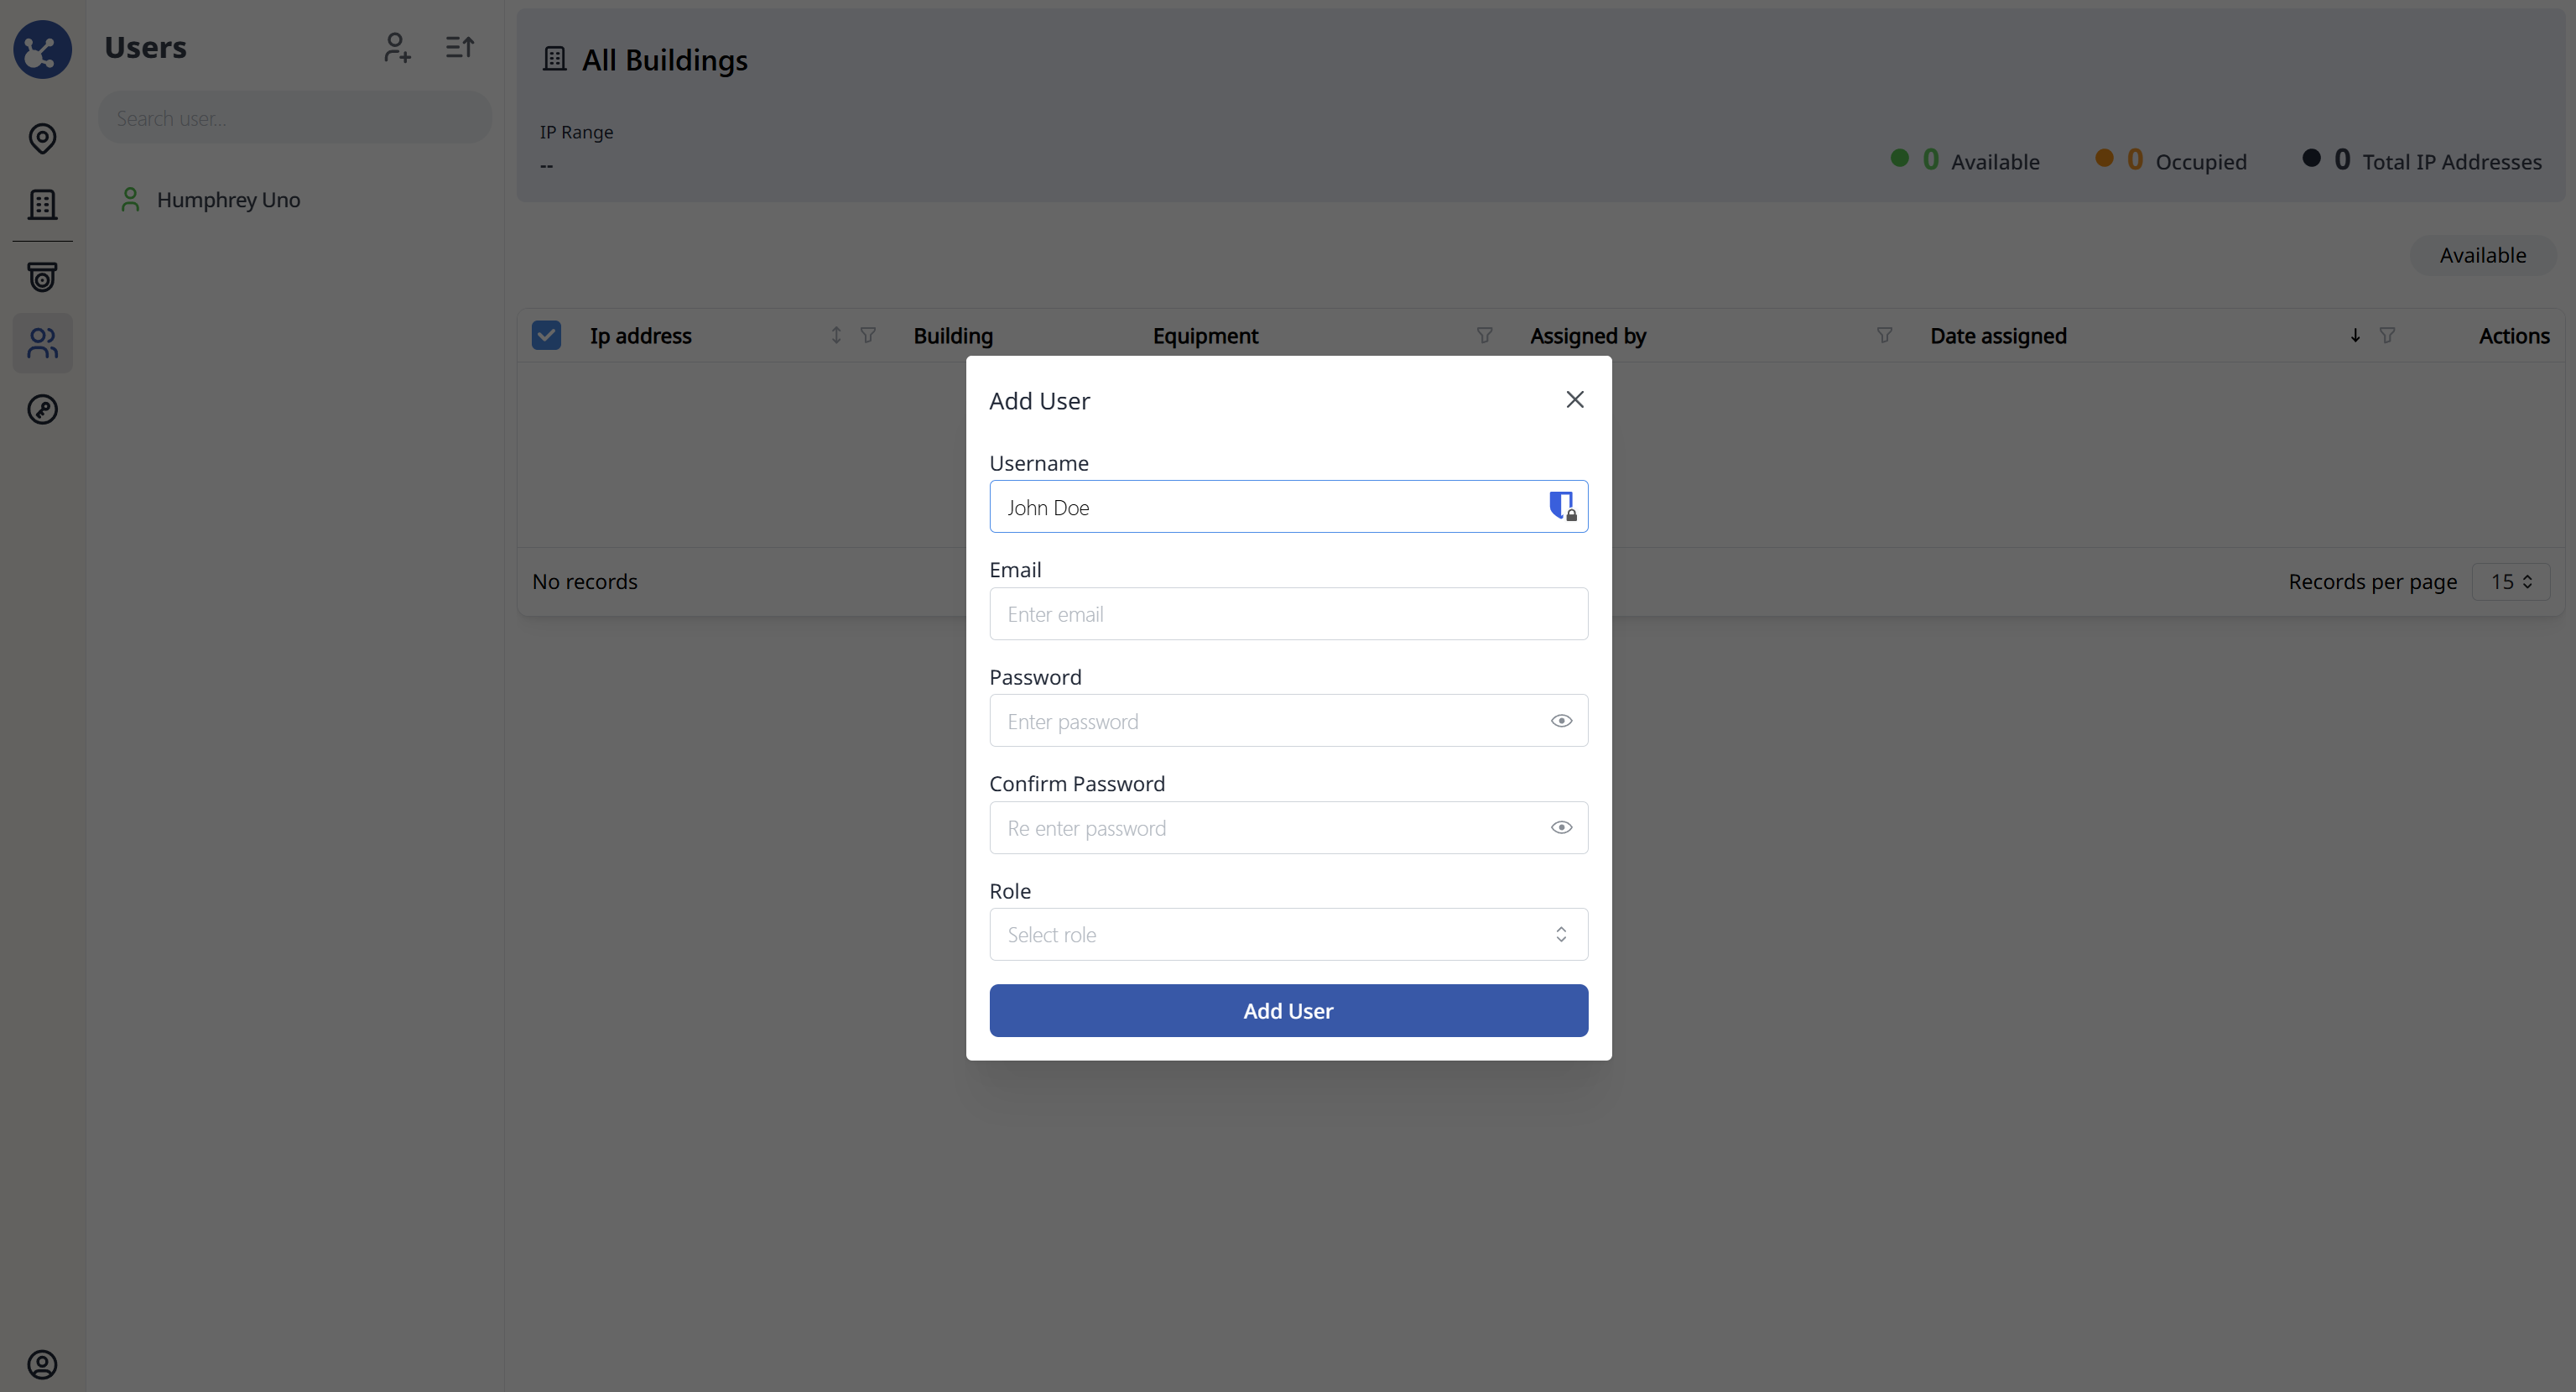 Users
Search user...
Humphrey Uno
All Buildings
IP Range
--
0 Available
0 Occupied
0 Total IP Addresses
Available
Ip address Building Equipment Assigned by Date assigned Actions
No records
Records per page 15
Add User
Username
John Doe
Email
Enter email
Password
Enter password
Confirm Password
Re enter password
Role
Select role
Add User